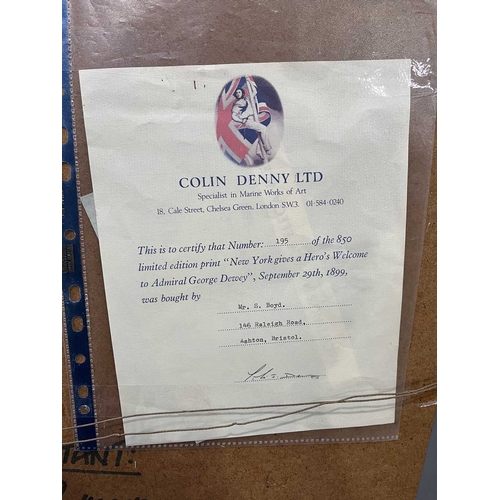 COLIN DENNY LTD
Specialist in Marine Works of Art
18, Cale Street, Chelsea Green, London SW3. 01-584-0240
This is to certify that Number: 195 of the 850
limited edition print "New York gives a Hero's Welcome
to Admiral George Dewey", September 29th, 1899,
was bought by
Mr. H. Boyd.
146 Raleigh Road,
Ashton, Bristol.
TANT: